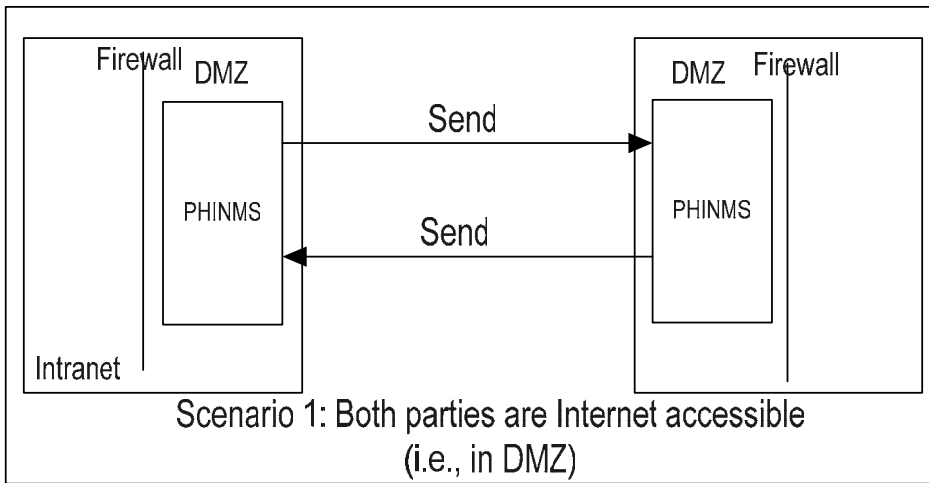 Firewall
DMZ
DMZ
Firewall
Send
PHINMS
PHINMS
Send
Intranet
Scenario 1: Both parties are Internet accessible
(i.e., in DMZ)